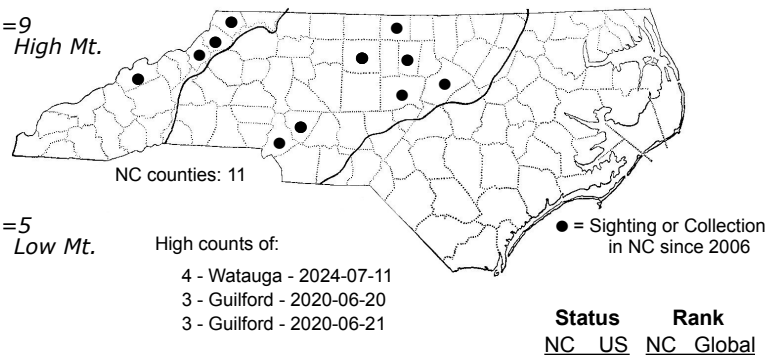 =9
High Mt.
NC counties: 11
=5
Low Mt.
High counts of:
4 - Watauga - 2024-07-11
3 - Guilford - 2020-06-20
3 - Guilford - 2020-06-21
● = Sighting or Collection
in NC since 2006
Status Rank
NC US NC Global